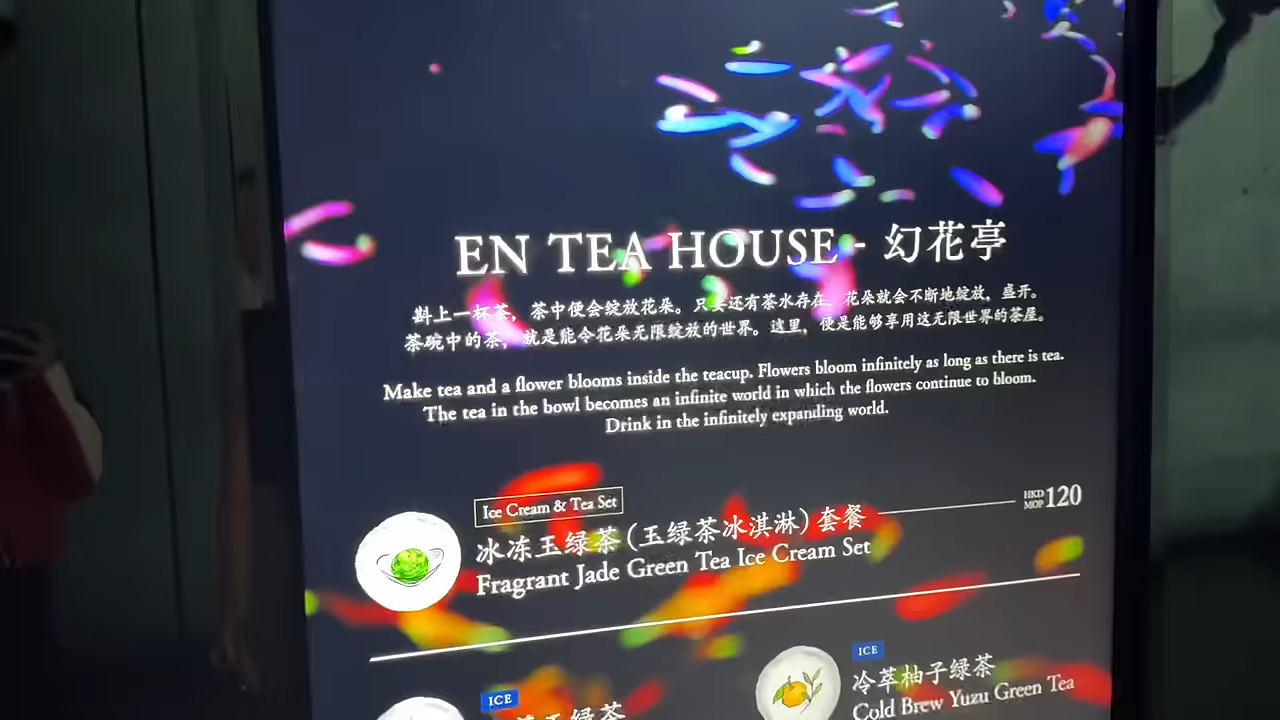 EN TEA HOUSE - 幻花亭
斟上一杯茶，茶中便会绽放花朵。只要还有茶水存在，花朵就会不断地绽放，盛开。
茶碗中的茶，就是能令花朵无限绽放的世界。这里，便是能够享用这无限世界的茶屋。
Make tea and a flower blooms inside the teacup. Flowers bloom infinitely as long as there is tea.
The tea in the bowl becomes an infinite world in which the flowers continue to bloom.
Drink in the infinitely expanding world.
Ice Cream & Tea Set
冰冻玉绿茶（玉绿茶冰淇淋）套餐 HKD MOP 120
Fragrant Jade Green Tea Ice Cream Set
ICE
冷萃柚子绿茶
Cold Brew Yuzu Green Tea
ICE
玉绿茶